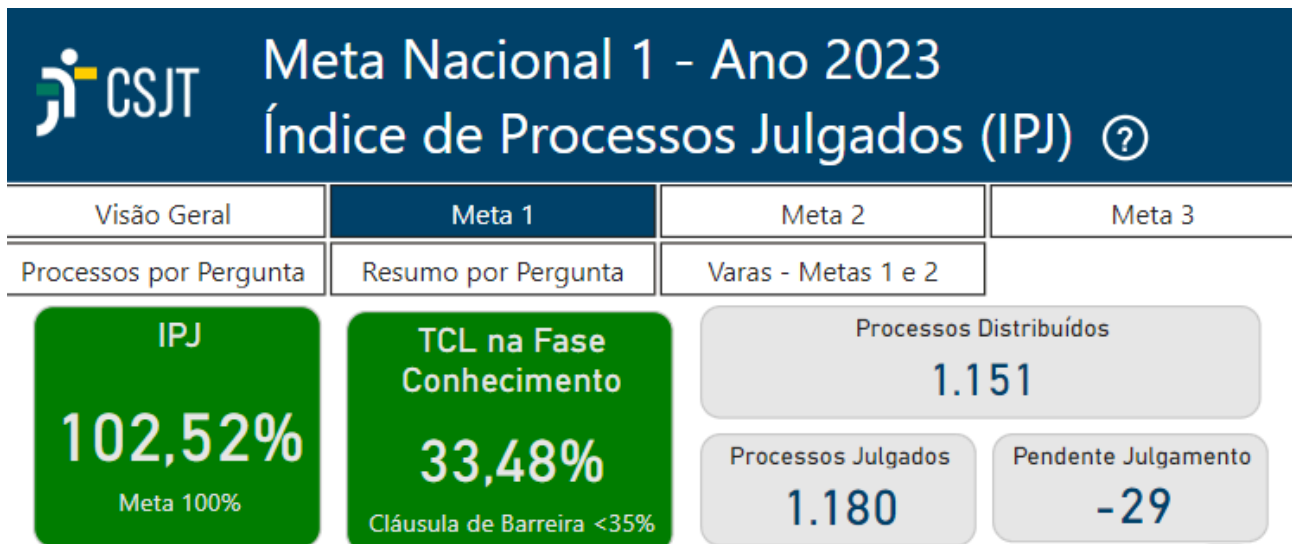 CSJT
Meta Nacional 1 - Ano 2023
Índice de Processos Julgados (IPJ) ?
Visão Geral
Meta 1
Meta 2
Meta 3
Processos por Pergunta
Resumo por Pergunta
Varas - Metas 1 e 2
IPJ
102,52%
Meta 100%
TCL na Fase
Conhecimento
33,48%
Cláusula de Barreira <35%
Processos Distribuídos
1.151
Processos Julgados
1.180
Pendente Julgamento
-29